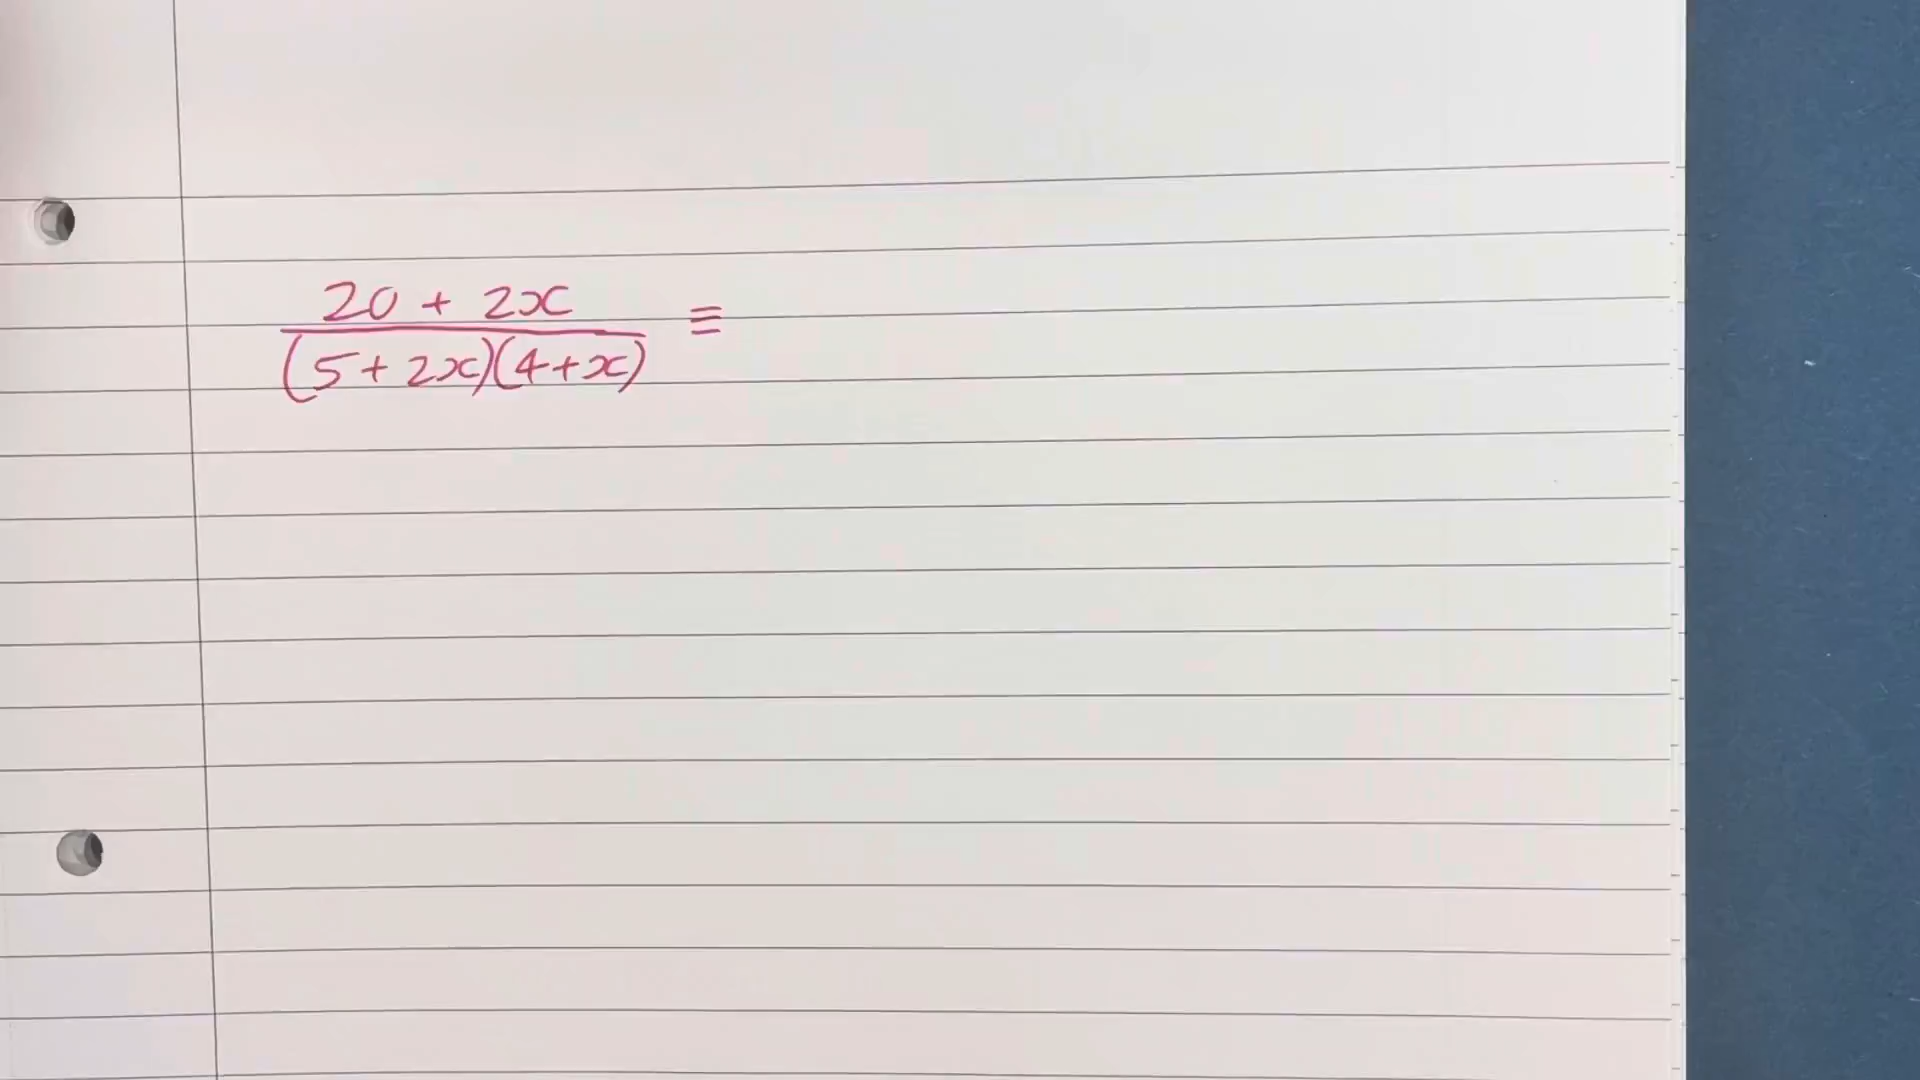 20 + 2x
(5 + 2x)(4 + x) ≡